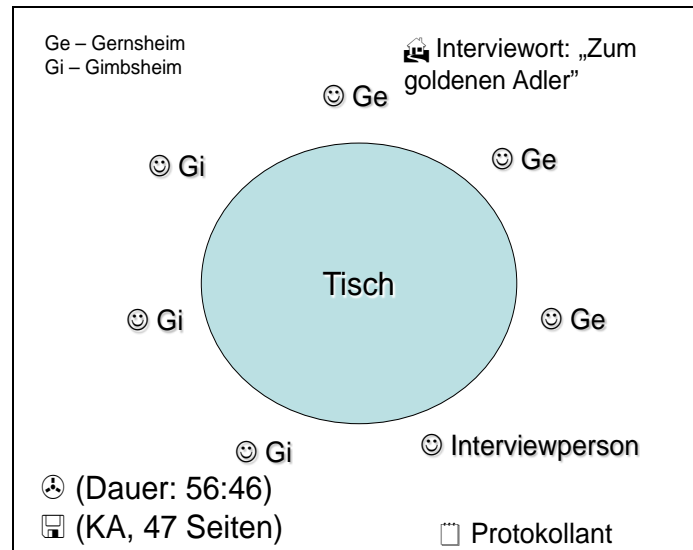 Ge – Gernsheim
Gi – Gimbsheim
Interviewort: „Zum
goldenen Adler”
Ge
Gi
Ge
Tisch
Gi
Ge
Gi
Interviewperson
(Dauer: 56:46)
(KA, 47 Seiten)
Protokollant